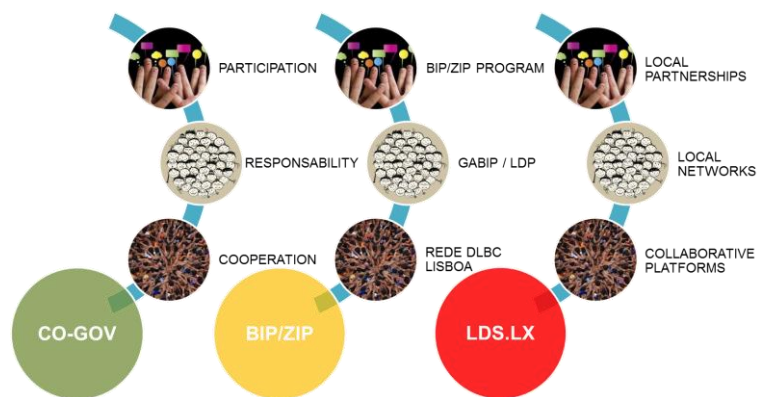 PARTICIPATION
BIP/ZIP PROGRAM
LOCAL
PARTNERSHIPS
RESPONSABILITY
GABIP / LDP
LOCAL
NETWORKS
COOPERATION
REDE DLBC
LISBOA
COLLABORATIVE
PLATFORMS
CO-GOV
BIP/ZIP
LDS.LX